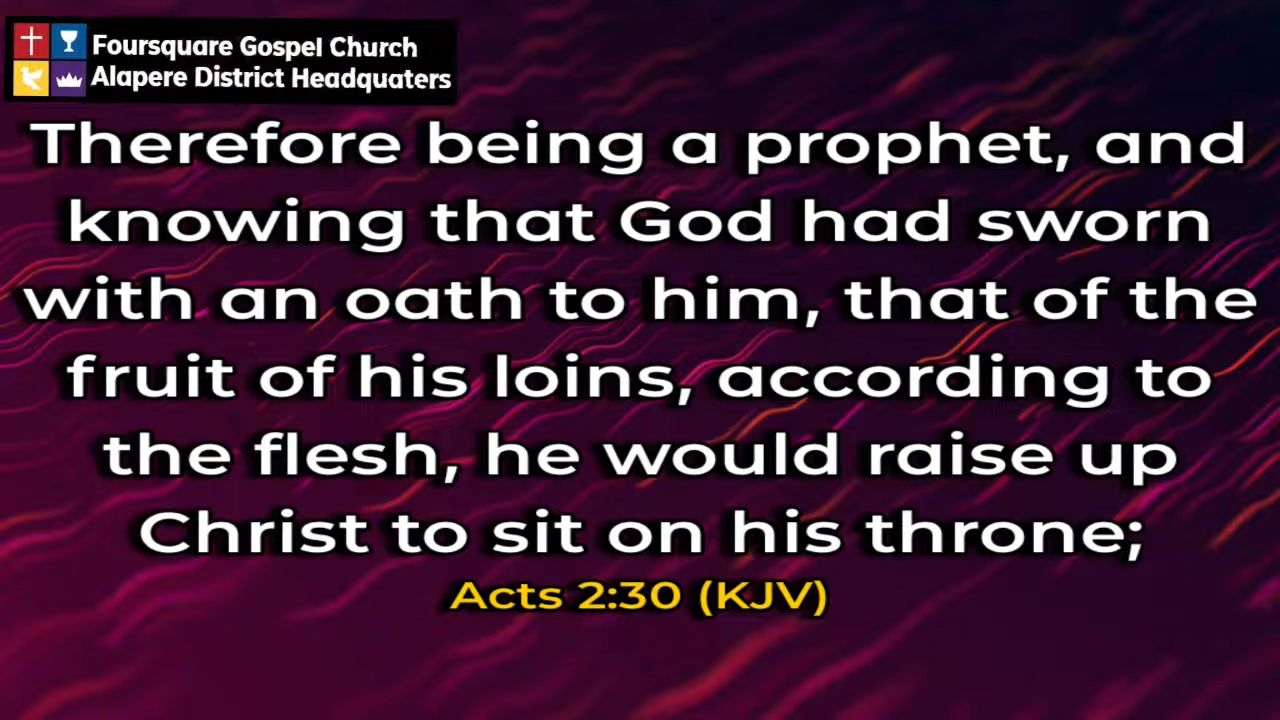 Foursquare Gospel Church
Alapere District Headquaters
Therefore being a prophet, and
knowing that God had sworn
with an oath to him, that of the
fruit of his loins, according to
the flesh, he would raise up
Christ to sit on his throne;
Acts 2:30 (KJV)